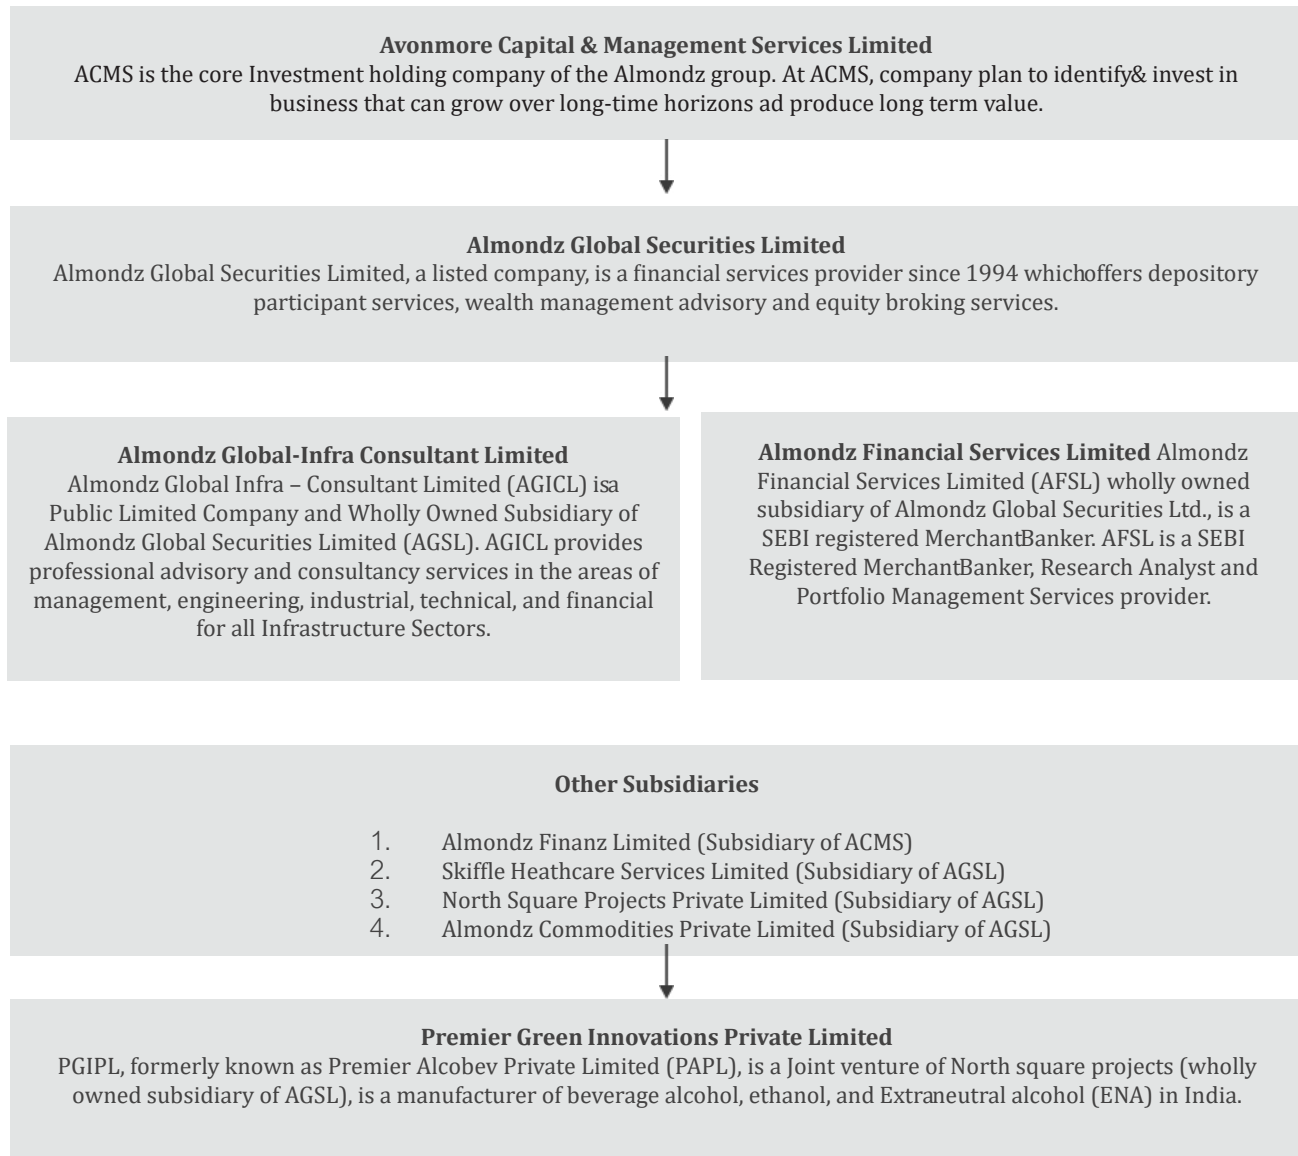 Avonmore Capital & Management Services Limited
ACMS is the core Investment holding company of the Almondz group. At ACMS, company plan to identify& invest in
business that can grow over long-time horizons ad produce long term value.
Almondz Global Securities Limited
Almondz Global Securities Limited, a listed company, is a financial services provider since 1994 whichoffers depository
participant services, wealth management advisory and equity broking services.
Almondz Global-Infra Consultant Limited
Almondz Global Infra – Consultant Limited (AGICL) isa
Public Limited Company and Wholly Owned Subsidiary of
Almondz Global Securities Limited (AGSL). AGICL provides
professional advisory and consultancy services in the areas of
management, engineering, industrial, technical, and financial
for all Infrastructure Sectors.
Almondz Financial Services Limited Almondz
Financial Services Limited (AFSL) wholly owned
subsidiary of Almondz Global Securities Ltd., is a
SEBI registered MerchantBanker. AFSL is a SEBI
Registered MerchantBanker, Research Analyst and
Portfolio Management Services provider.
Other Subsidiaries
1. Almondz Finanz Limited (Subsidiary of ACMS)
2. Skiffle Heathcare Services Limited (Subsidiary of AGSL)
3. North Square Projects Private Limited (Subsidiary of AGSL)
4. Almondz Commodities Private Limited (Subsidiary of AGSL)
Premier Green Innovations Private Limited
PGIPL, formerly known as Premier Alcobev Private Limited (PAPL), is a Joint venture of North square projects (wholly
owned subsidiary of AGSL), is a manufacturer of beverage alcohol, ethanol, and Extraneutral alcohol (ENA) in India.